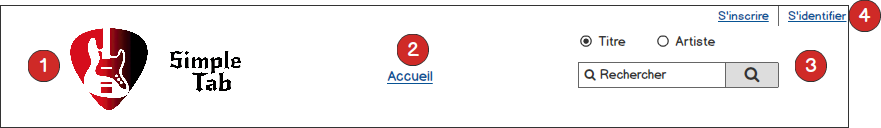 S'inscrire S'identifier 4
Titre Artiste
1 Simple Tab
2
Accueil
Rechercher 3